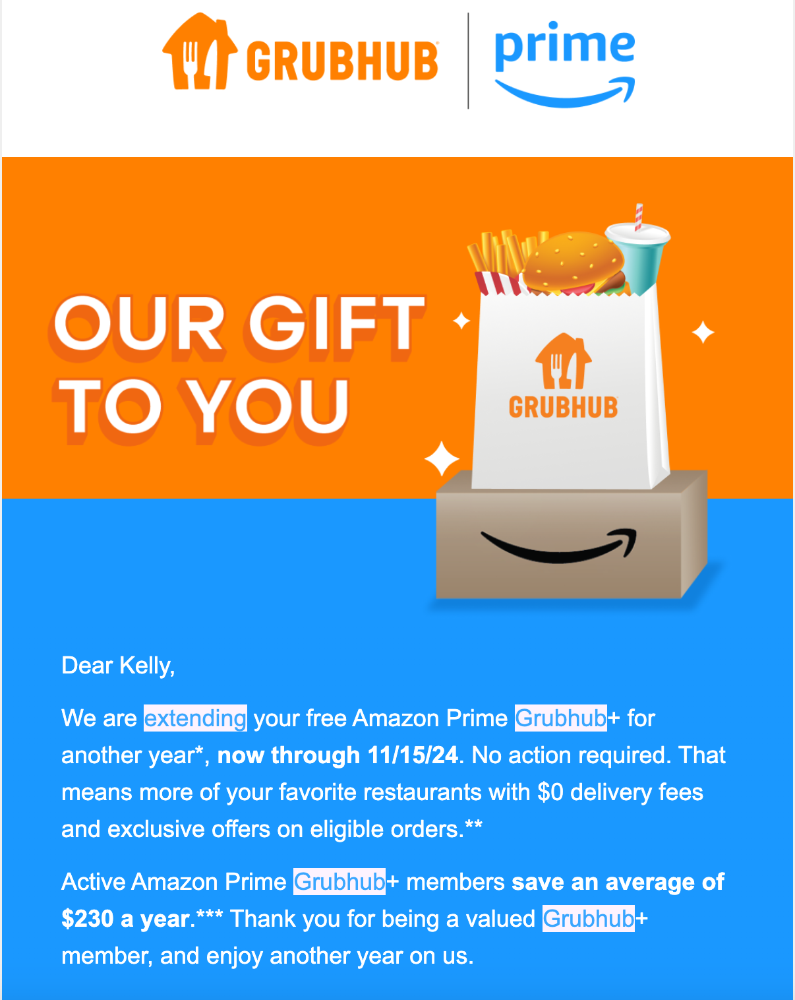 GRUBHUB
prime
OUR GIFT
TO YOU
GRUBHUB
Dear Kelly,
We are extending your free Amazon Prime Grubhub+ for
another year*, now through 11/15/24. No action required. That
means more of your favorite restaurants with $0 delivery fees
and exclusive offers on eligible orders.**
Active Amazon Prime Grubhub+ members save an average of
$230 a year.*** Thank you for being a valued Grubhub+
member, and enjoy another year on us.